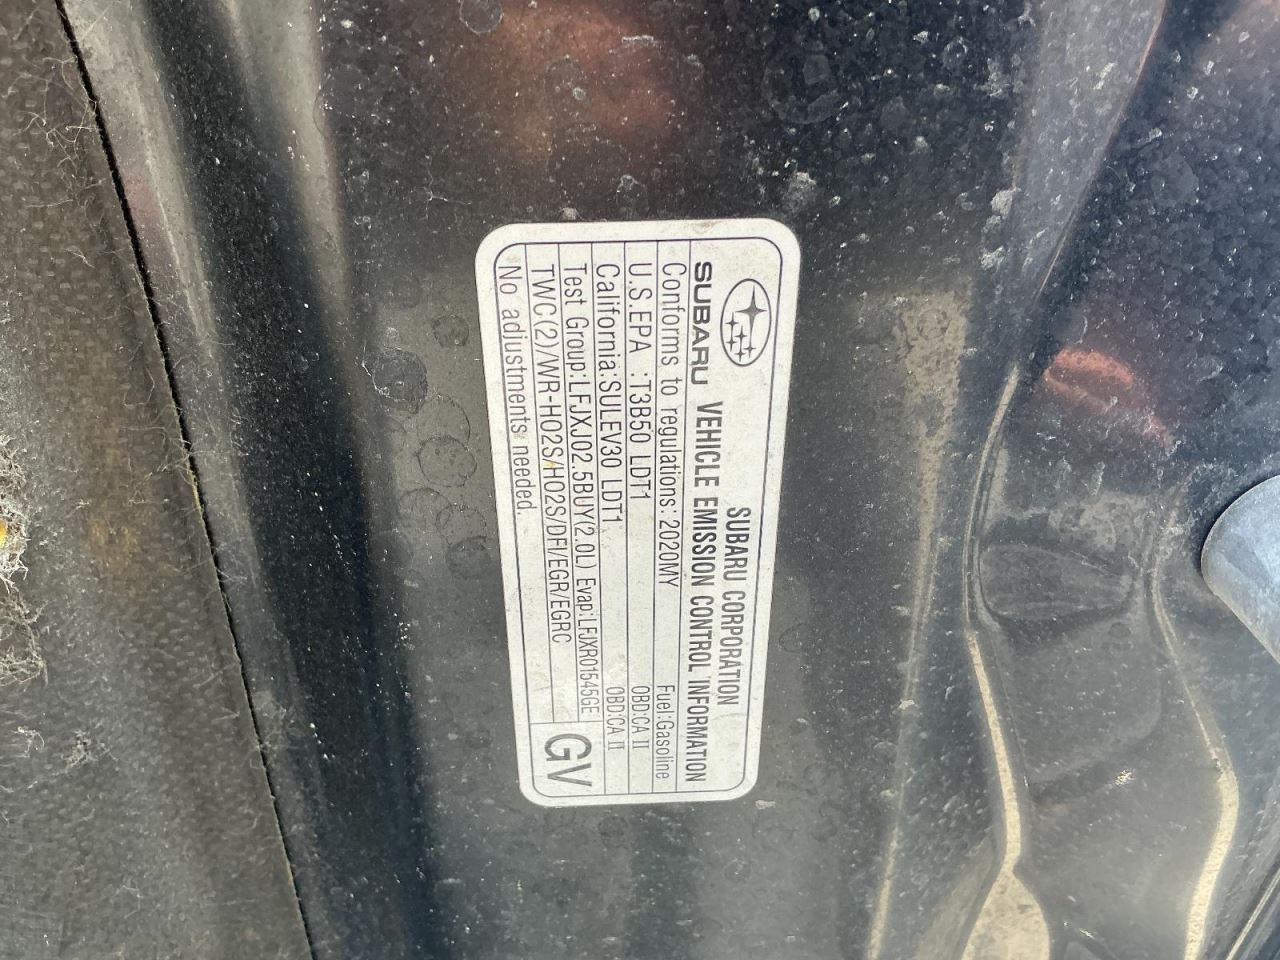 SUBARU CORPORATION
SUBARU VEHICLE EMISSION CONTROL INFORMATION
Conforms to regulations:2020MY Fuel:Gasoline
U.S.EPA :T3B50 LDT1 OBD:CA II
California:SULEV30 LDT1. OBD:CA II
Test Group:LFJXJ02.5BUY(2.0L) Evap:LFJXR01545GE
TWC(2)/WR-HO2S/HO2S/DFI/EGR/EGRC
No adjustments needed.
GV